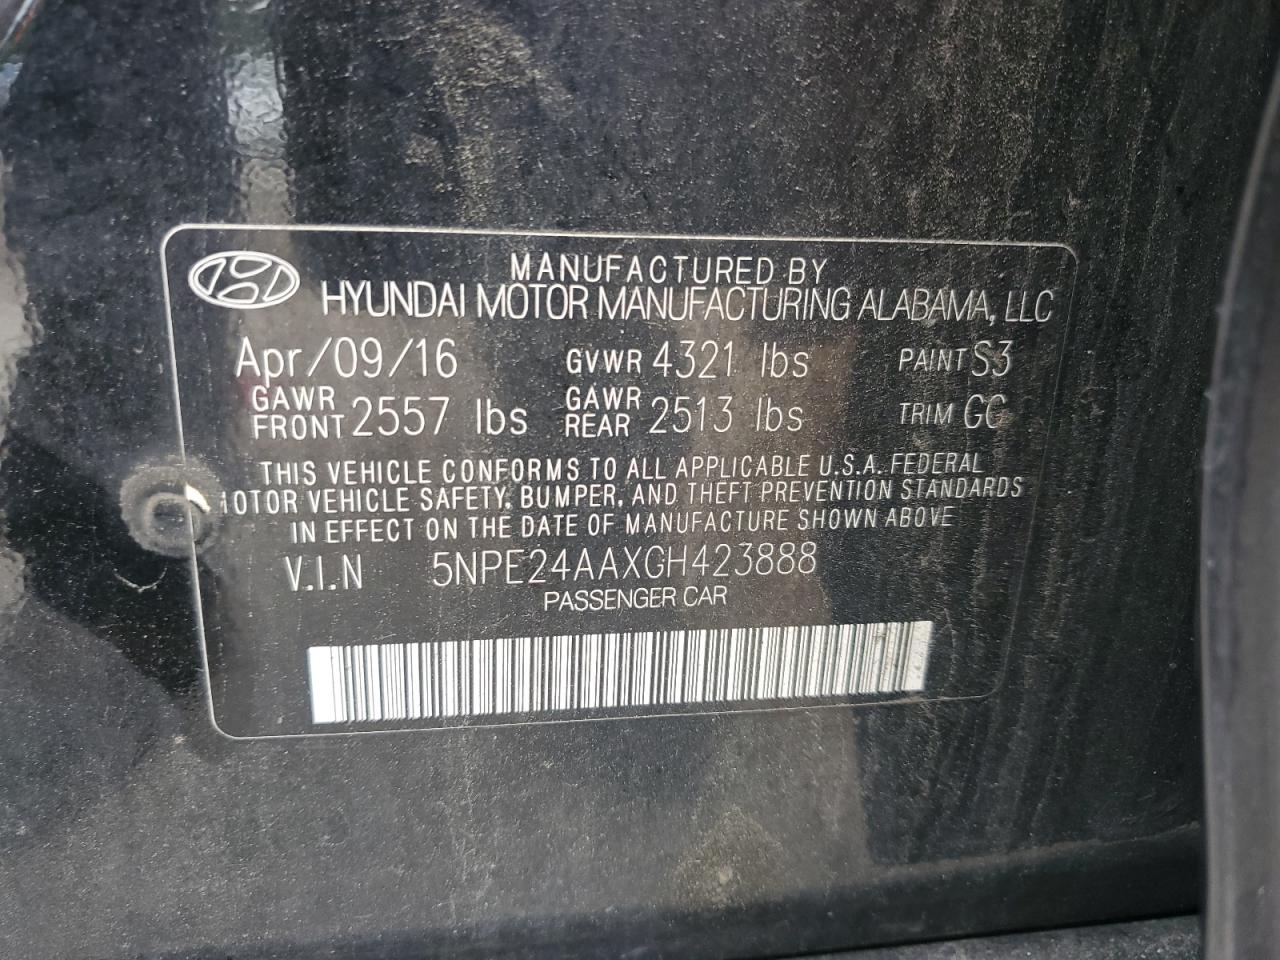 MANUFACTURED BY
HYUNDAI MOTOR MANUFACTURING ALABAMA, LLC
Apr/09/16 GVWR 4321 lbs PAINT S3
GAWR FRONT 2557 lbs GAWR REAR 2513 lbs TRIM GC
THIS VEHICLE CONFORMS TO ALL APPLICABLE U.S.A. FEDERAL
MOTOR VEHICLE SAFETY, BUMPER, AND THEFT PREVENTION STANDARDS
IN EFFECT ON THE DATE OF MANUFACTURE SHOWN ABOVE
V.I.N 5NPE24AAXGH423888
PASSENGER CAR